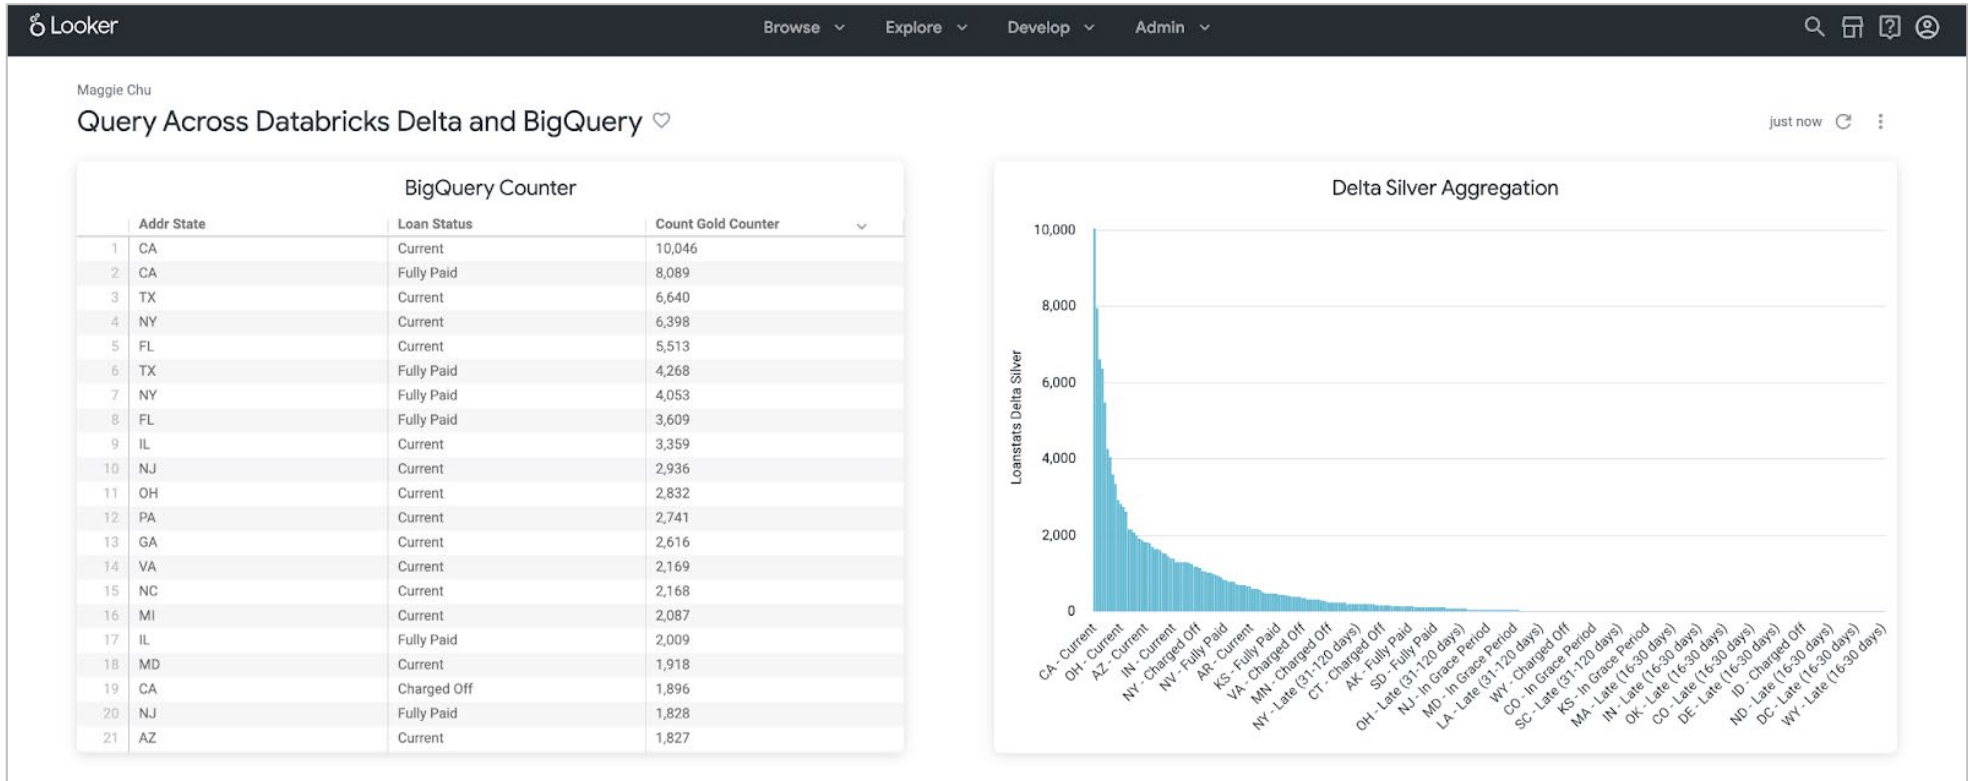 Looker Browse Explore Develop Admin
Maggie Chu
Query Across Databricks Delta and BigQuery
just now
BigQuery Counter
Addr State Loan Status Count Gold Counter
1 CA Current 10,046
2 CA Fully Paid 8,089
3 TX Current 6,640
4 NY Current 6,398
5 FL Current 5,513
6 TX Fully Paid 4,268
7 NY Fully Paid 4,053
8 FL Fully Paid 3,609
9 IL Current 3,359
10 NJ Current 2,936
11 OH Current 2,832
12 PA Current 2,741
13 GA Current 2,616
14 VA Current 2,169
15 NC Current 2,168
16 MI Current 2,087
17 IL Fully Paid 2,009
18 MD Current 1,918
19 CA Charged Off 1,896
20 NJ Fully Paid 1,828
21 AZ Current 1,827
Delta Silver Aggregation
Loanstats Delta Silver
10,000
8,000
6,000
4,000
2,000
0
CA - Current
OH - Current
AZ - Current
IN - Current
NY - Charged Off
NV - Fully Paid
AR - Current
KS - Fully Paid
VA - Charged Off
MN - Charged Off
NY - Late (31-120 days)
CT - Charged Off
AK - Fully Paid
SD - Fully Paid
OH - Late (31-120 days)
NJ - In Grace Period
MD - In Grace Period
LA - Late (31-120 days)
WY - Charged Off
CO - In Grace Period
SC - Late (31-120 days)
KS - In Grace Period
MA - Late (16-30 days)
IN - Late (16-30 days)
OK - Late (16-30 days)
CO - Late (16-30 days)
DE - Late (16-30 days)
ID - Charged Off
ND - Late (16-30 days)
DC - Late (16-30 days)
WY - Late (16-30 days)